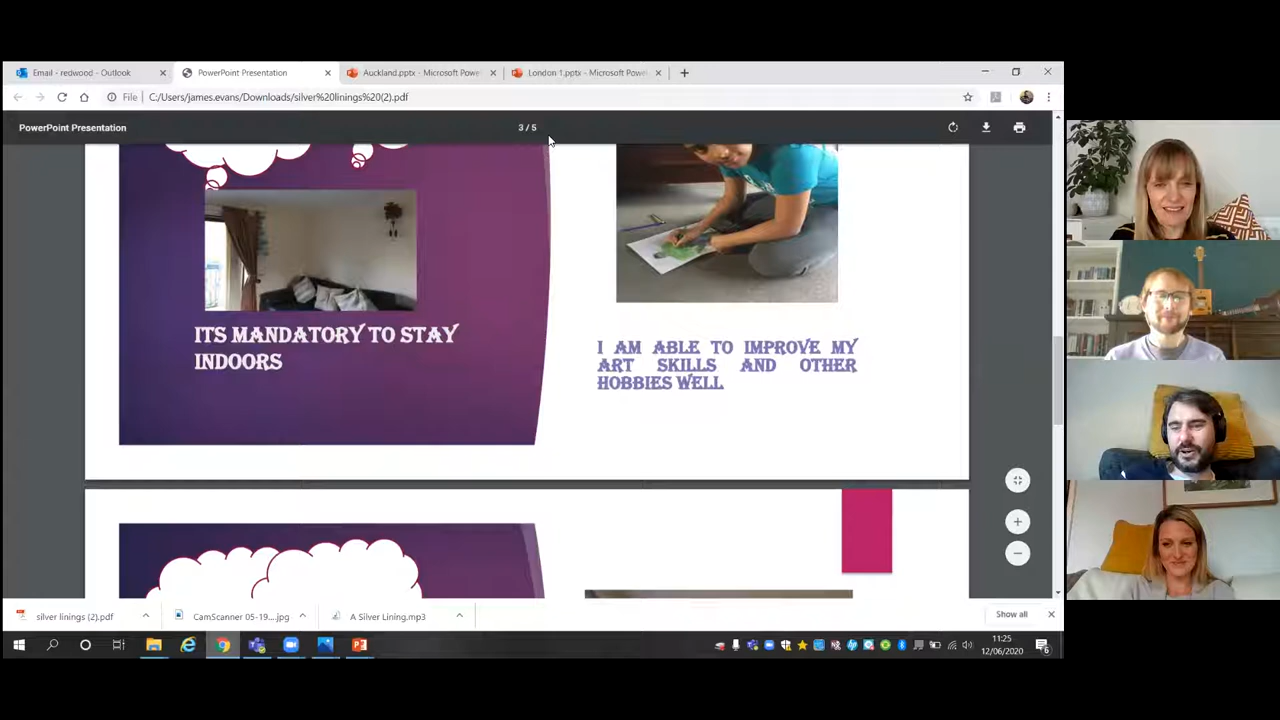 Email - redwood - Outlook
PowerPoint Presentation
Auckland.pptx - Microsoft Powe
London 1.pptx - Microsoft Powe
File
C:/Users/james.evans/Downloads/silver%20linings%20(2).pdf
PowerPoint Presentation
3 / 5
ITS MANDATORY TO STAY
INDOORS
I AM ABLE TO IMPROVE MY
ART SKILLS AND OTHER
HOBBIES WELL
silver linings (2).pdf
CamScanner 05-19....jpg
A Silver Lining.mp3
Show all
11:25
12/06/2020
6